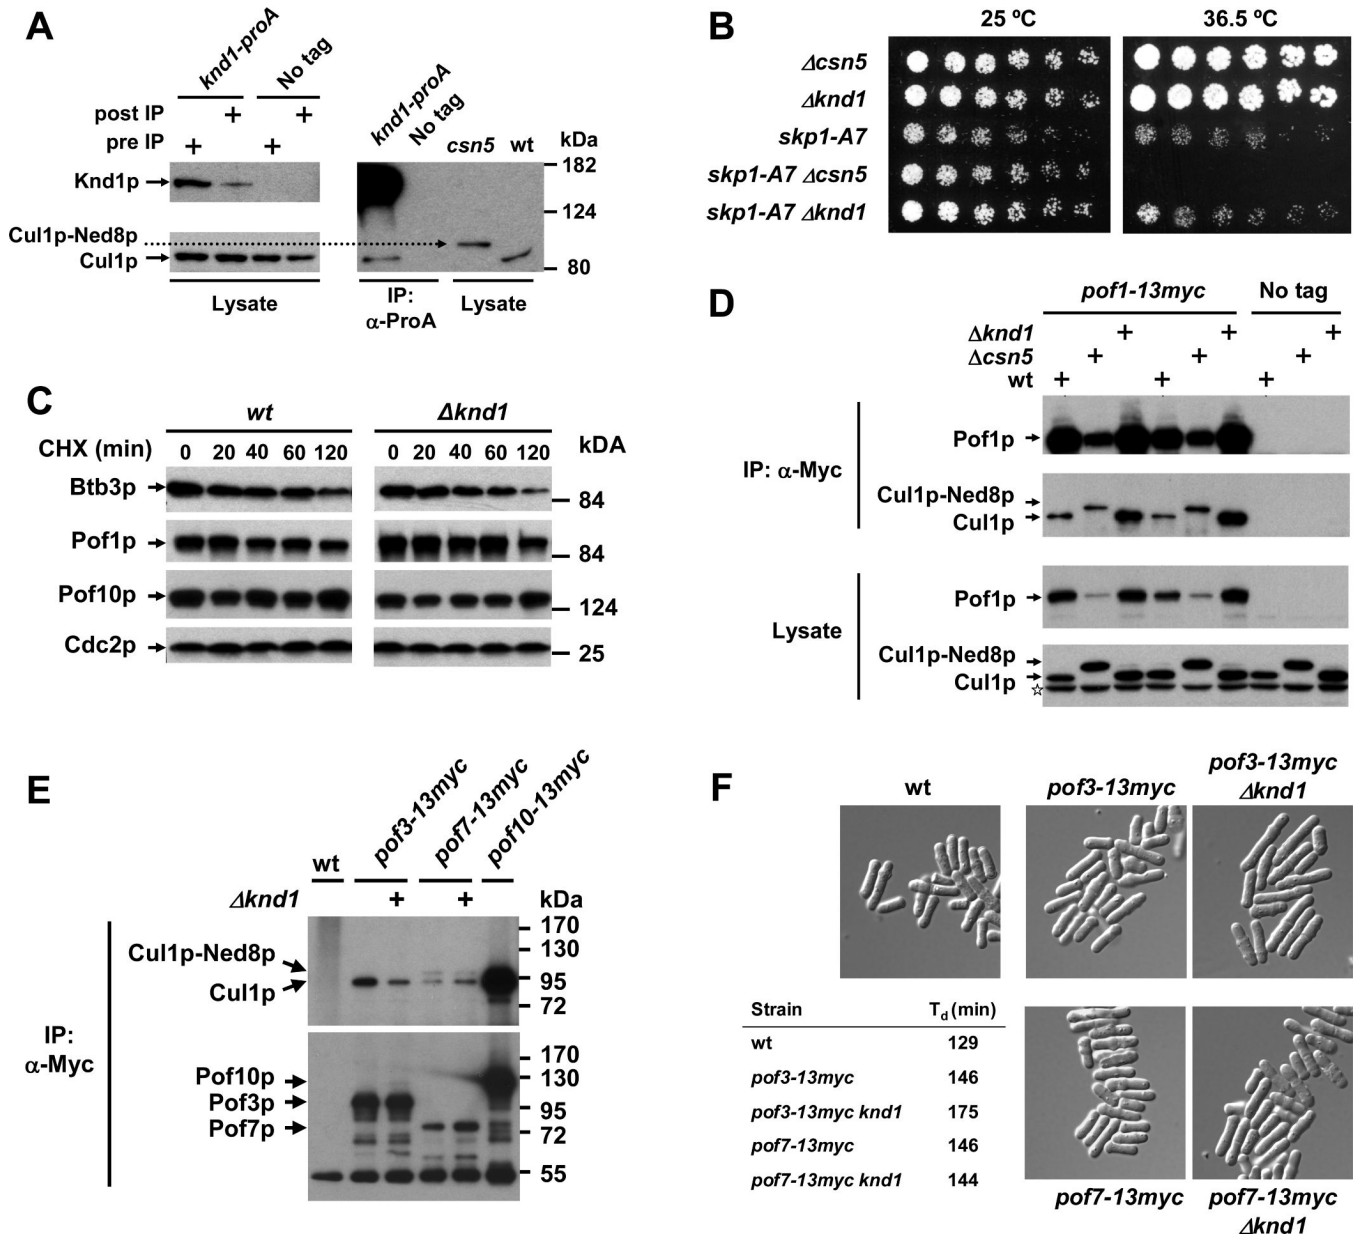 A
knd1-proA
No tag
post IP + +
pre IP + +
Knd1p
Cul1p-Ned8p
Cul1p
Lysate
knd1-proA
No tag
csn5 wt
kDa
182
124
80
IP:
α-ProA
Lysate
B
25 ºC 36.5 ºC
Δcsn5
Δknd1
skp1-A7
skp1-A7 Δcsn5
skp1-A7 Δknd1
C
wt Δknd1
CHX (min) 0 20 40 60 120 0 20 40 60 120 kDA
Btb3p 84
Pof1p 84
Pof10p 124
Cdc2p 25
D
pof1-13myc No tag
Δknd1 + + +
Δcsn5 + + +
wt + + +
IP: α-Myc
Pof1p
Cul1p-Ned8p
Cul1p
Lysate
Pof1p
Cul1p-Ned8p
Cul1p
☆
E
wt
pof3-13myc
pof7-13myc
pof10-13myc
Δknd1 + + kDa
170
130
95
72
Cul1p-Ned8p
Cul1p
IP:
α-Myc
170
130
95
72
55
Pof10p
Pof3p
Pof7p
F
wt
pof3-13myc
pof3-13myc
Δknd1
Strain Td (min)
wt 129
pof3-13myc 146
pof3-13myc knd1 175
pof7-13myc 146
pof7-13myc knd1 144
pof7-13myc
pof7-13myc
Δknd1